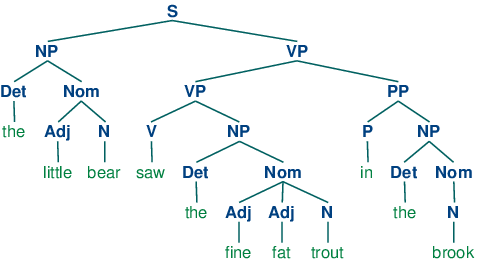 S
NP VP
Det Nom VP PP
the Adj N V NP P NP
little bear saw Det Nom in Det Nom
the Adj Adj N the N
fine fat trout brook